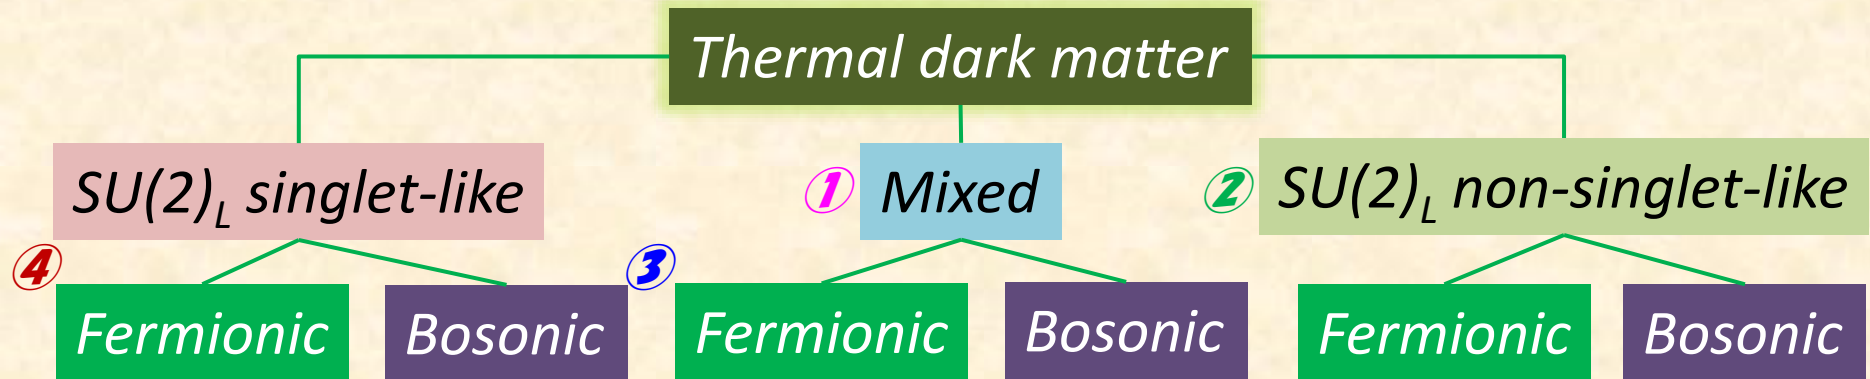 Thermal dark matter
SU(2)L singlet-like
① Mixed
② SU(2)L non-singlet-like
④ Fermionic
Bosonic
③ Fermionic
Bosonic
Fermionic
Bosonic